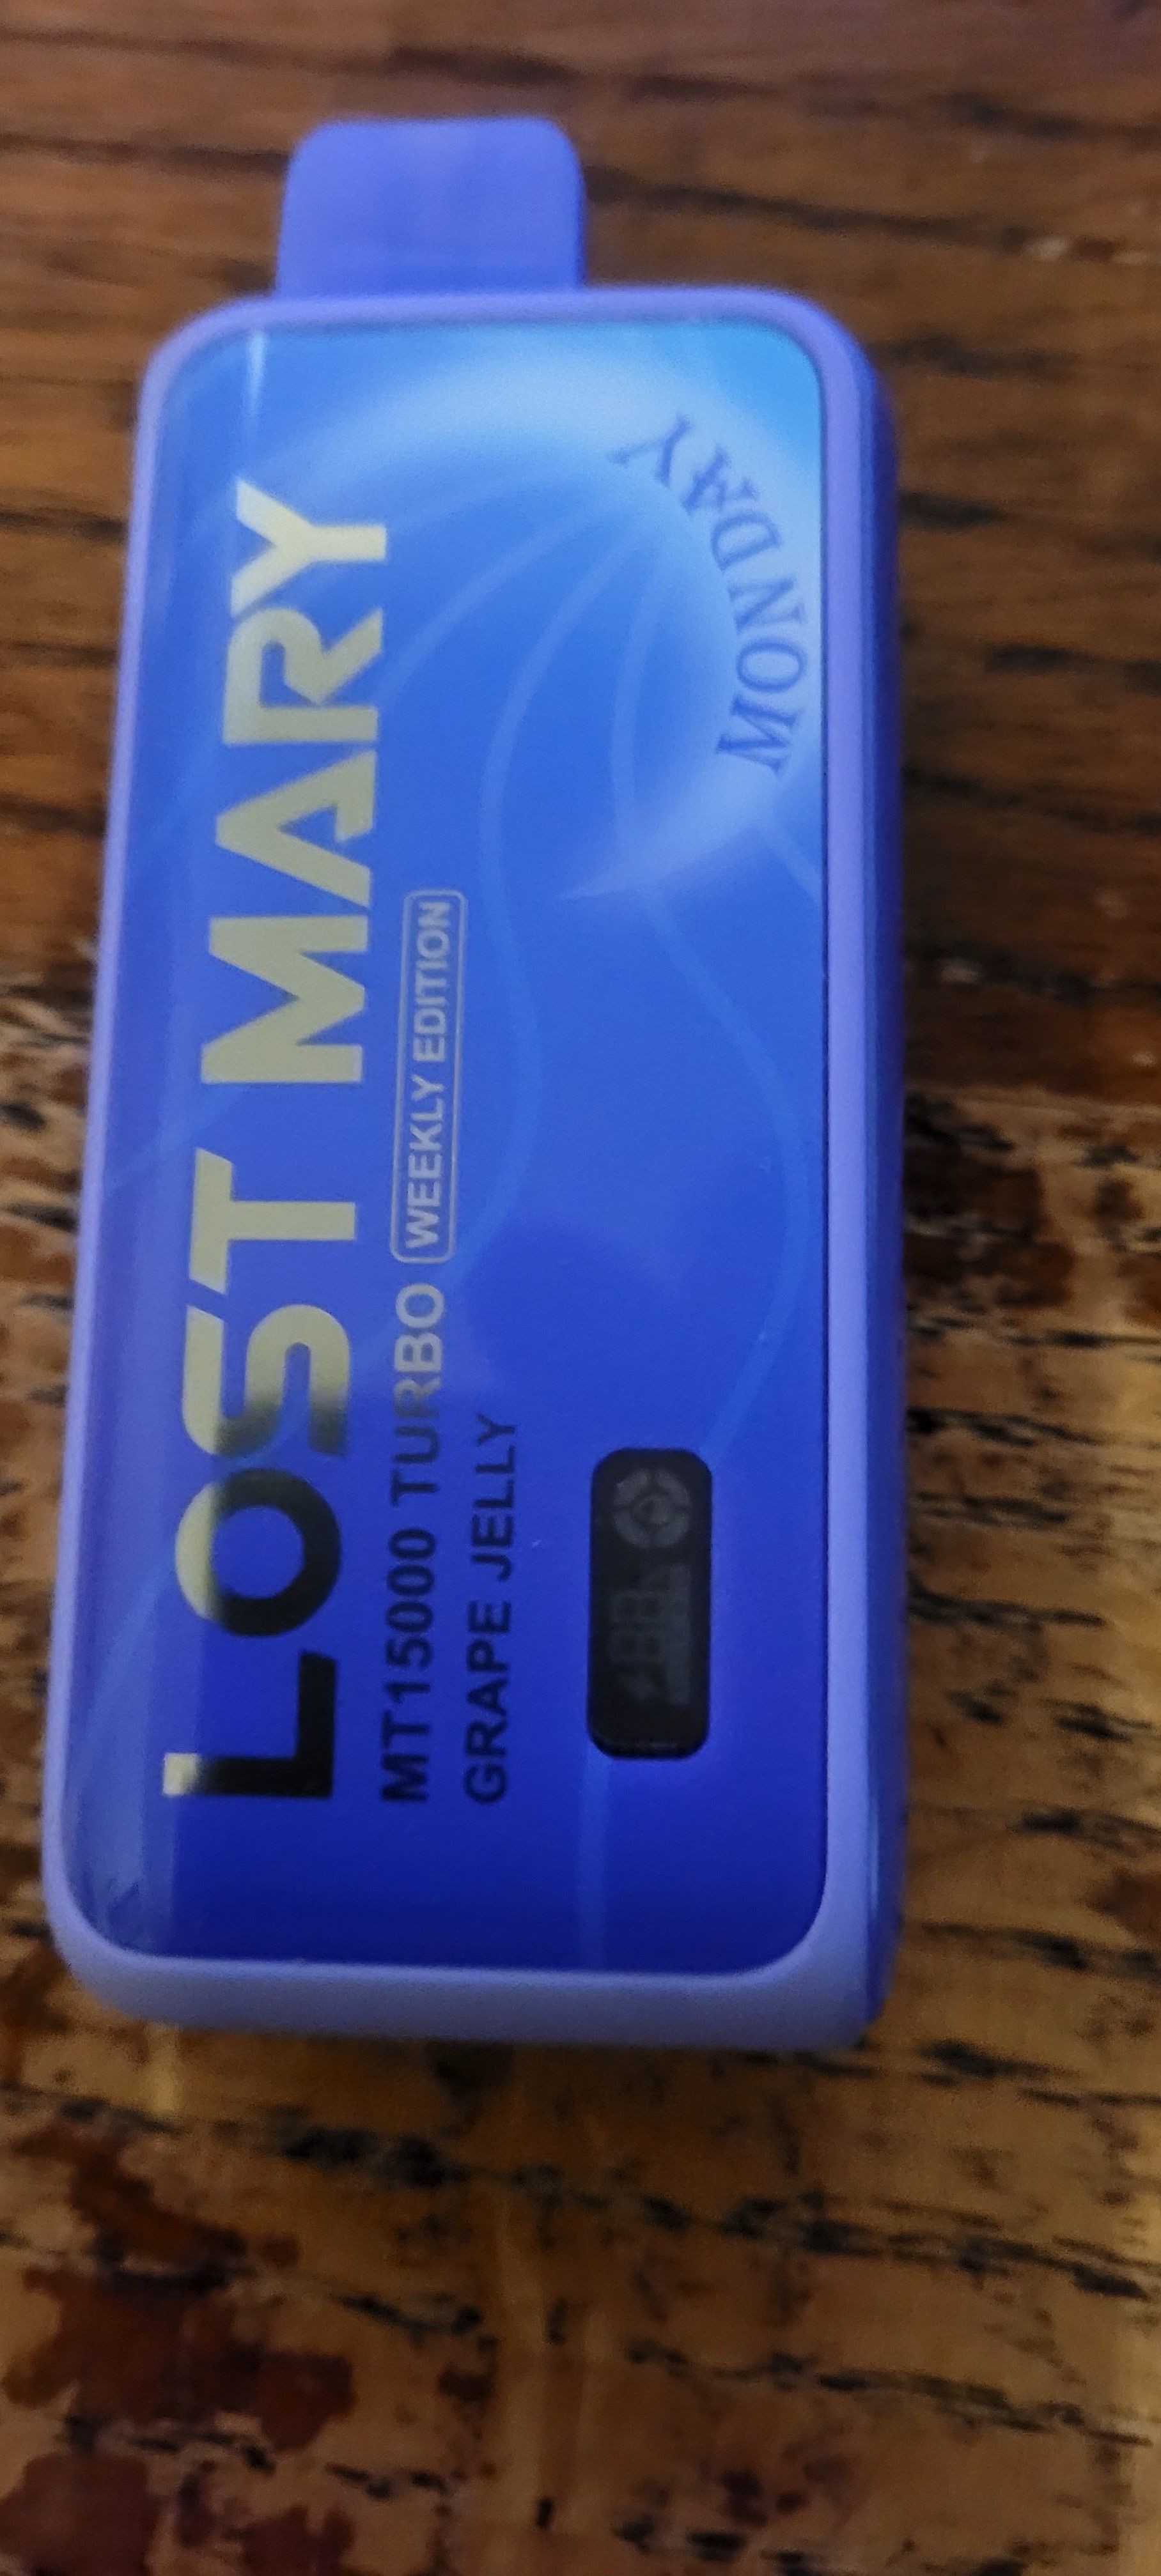 LOST MARY
MT15000 TURBO WEEKLY EDITION
GRAPE JELLY
MONDAY